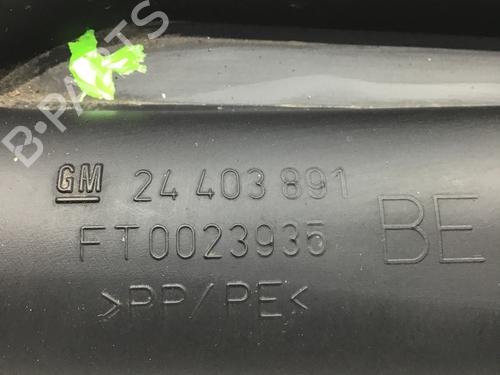 B-PARTS
GM 24 403 891
FT0023935 BE
>PP/PE<